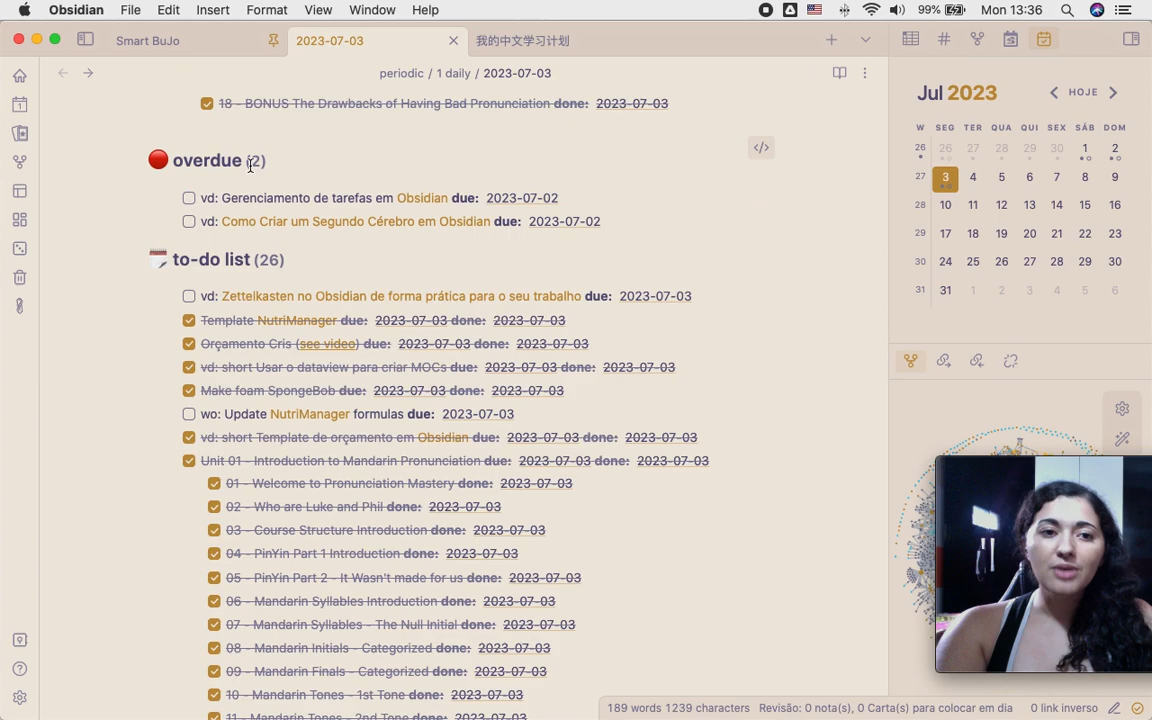 Obsidian File Edit Insert Format View Window Help 99% Mon 13:36
Smart BuJo
2023-07-03
我的中文学习计划
periodic / 1 daily / 2023-07-03
18 - BONUS The Drawbacks of Having Bad Pronunciation done: 2023-07-03
overdue (2)
vd: Gerenciamento de tarefas em Obsidian due: 2023-07-02
vd: Como Criar um Segundo Cérebro em Obsidian due: 2023-07-02
to-do list (26)
vd: Zettelkasten no Obsidian de forma prática para o seu trabalho due: 2023-07-03
Template NutriManager due: 2023-07-03 done: 2023-07-03
Orçamento Cris (see video) due: 2023-07-03 done: 2023-07-03
vd: short Usar o dataview para criar MOCs due: 2023-07-03 done: 2023-07-03
Make foam SpongeBob due: 2023-07-03 done: 2023-07-03
wo: Update NutriManager formulas due: 2023-07-03
vd: short Template de orçamento em Obsidian due: 2023-07-03 done: 2023-07-03
Unit 01 - Introduction to Mandarin Pronunciation due: 2023-07-03 done: 2023-07-03
01 - Welcome to Pronunciation Mastery done: 2023-07-03
02 - Who are Luke and Phil done: 2023-07-03
03 - Course Structure Introduction done: 2023-07-03
04 - PinYin Part 1 Introduction done: 2023-07-03
05 - PinYin Part 2 - It Wasn't made for us done: 2023-07-03
06 - Mandarin Syllables Introduction done: 2023-07-03
07 - Mandarin Syllables - The Null Initial done: 2023-07-03
08 - Mandarin Initials - Categorized done: 2023-07-03
09 - Mandarin Finals - Categorized done: 2023-07-03
10 - Mandarin Tones - 1st Tone done: 2023-07-03
11 - Mandarin Tones - 2nd Tone done: 2023-07-03
Jul 2023 HOJE
W SEG TER QUA QUI SEX SÁB DOM
26 26 27 28 29 30 1 2
27 3 4 5 6 7 8 9
28 10 11 12 13 14 15 16
29 17 18 19 20 21 22 23
30 24 25 26 27 28 29 30
31 31 1 2 3 4 5 6
189 words 1239 characters Revisão: 0 nota(s), 0 Carta(s) para colocar em dia 0 link inverso